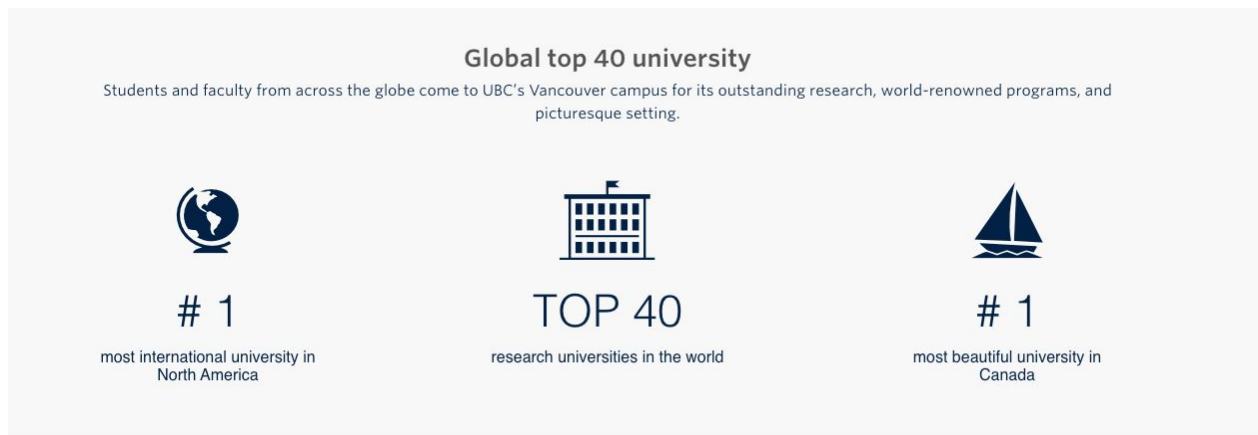 Global top 40 university
Students and faculty from across the globe come to UBC's Vancouver campus for its outstanding research, world-renowned programs, and
picturesque setting.
# 1
most international university in
North America
TOP 40
research universities in the world
# 1
most beautiful university in
Canada